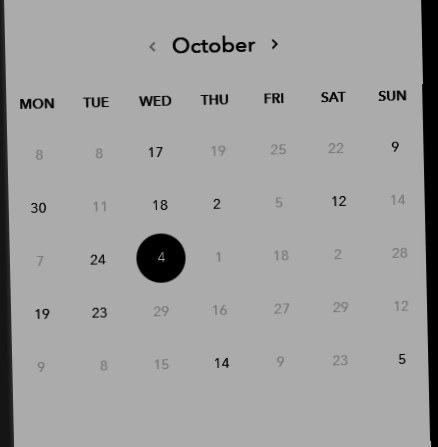 ‹ October ›
MON TUE WED THU FRI SAT SUN
8 8 17 19 25 22 9
30 11 18 2 5 12 14
7 24 4 1 18 2 28
19 23 29 16 27 29 12
9 8 15 14 9 23 5